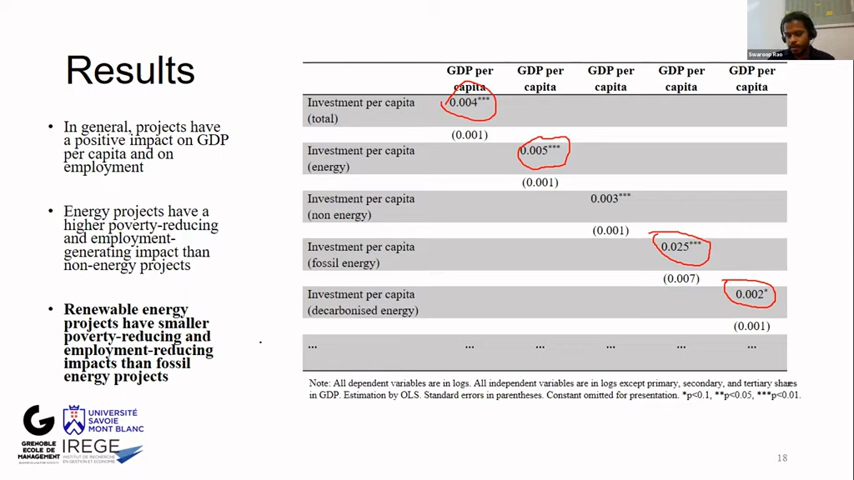 Swaroop Rao
Results
• In general, projects have
a positive impact on GDP
per capita and on
employment
• Energy projects have a
higher poverty-reducing
and employment-
generating impact than
non-energy projects
• Renewable energy
projects have smaller
poverty-reducing and
employment-reducing
impacts than fossil
energy projects
GDP per GDP per GDP per GDP per GDP per
capita capita capita capita capita
Investment per capita 0.004***
(total)
(0.001)
Investment per capita 0.005***
(energy)
(0.001)
Investment per capita 0.003***
(non energy)
(0.001)
Investment per capita 0.025***
(fossil energy)
(0.007)
Investment per capita 0.002*
(decarbonised energy)
(0.001)
... ... ... ... ... ...
Note: All dependent variables are in logs. All independent variables are in logs except primary, secondary, and tertiary shares
in GDP. Estimation by OLS. Standard errors in parentheses. Constant omitted for presentation. *p<0.1, **p<0.05, ***p<0.01.
GRENOBLE
ECOLE DE
MANAGEMENT
UNIVERSITÉ
SAVOIE
MONT BLANC
IREGE
INSTITUT DE RECHERCHE
EN GESTION ET ECONOMIE
18